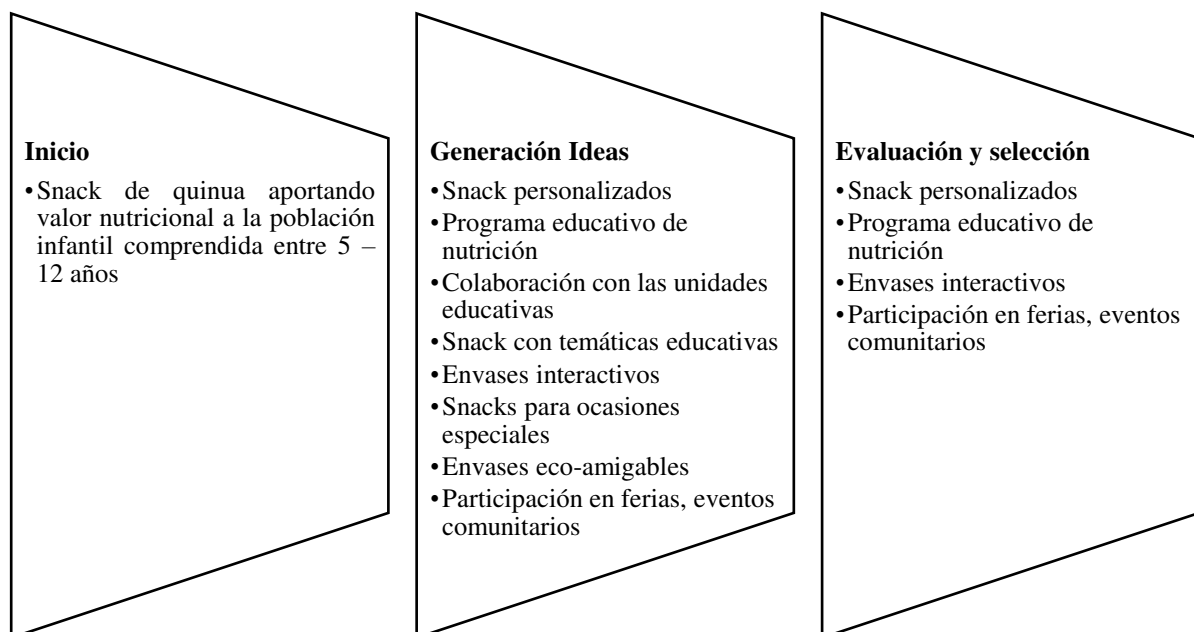 Inicio
•Snack de quinua aportando
valor nutricional a la población
infantil comprendida entre 5 –
12 años
Generación Ideas
•Snack personalizados
•Programa educativo de
nutrición
•Colaboración con las unidades
educativas
•Snack con temáticas educativas
•Envases interactivos
•Snacks para ocasiones
especiales
•Envases eco-amigables
•Participación en ferias, eventos
comunitarios
Evaluación y selección
•Snack personalizados
•Programa educativo de
nutrición
•Envases interactivos
•Participación en ferias, eventos
comunitarios